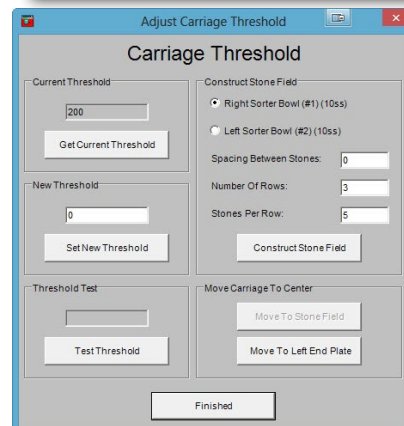 Adjust Carriage Threshold
Carriage Threshold
Current Threshold
200
Get Current Threshold
New Threshold
0
Set New Threshold
Threshold Test
Test Threshold
Construct Stone Field
Right Sorter Bowl (#1) (10ss)
Left Sorter Bowl (#2) (10ss)
Spacing Between Stones: 0
Number Of Rows: 3
Stones Per Row: 5
Construct Stone Field
Move Carriage To Center
Move To Stone Field
Move To Left End Plate
Finished